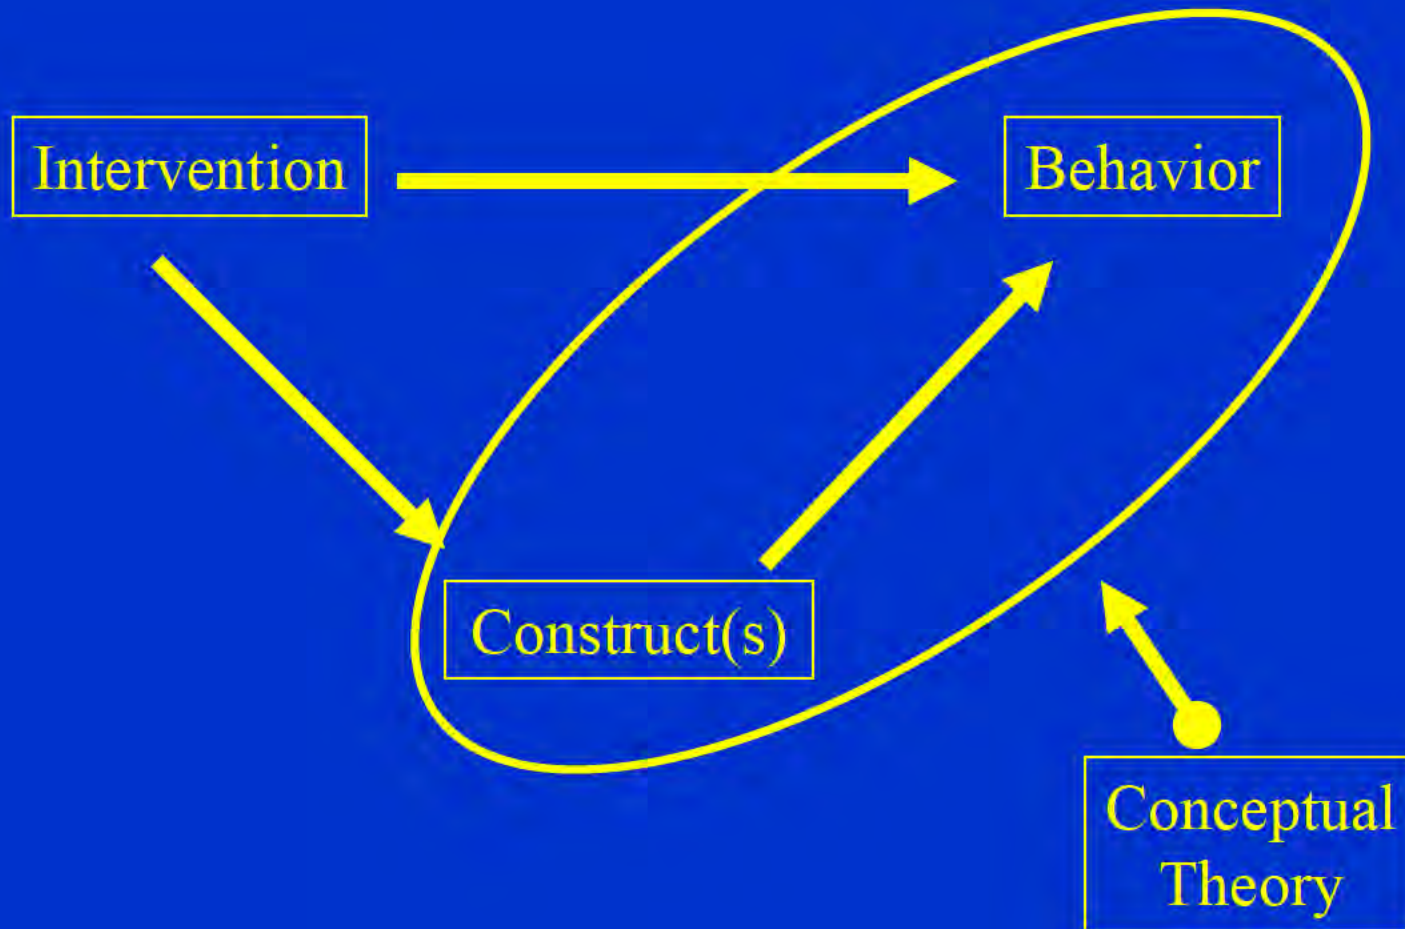 Intervention
Behavior
Construct(s)
Conceptual
Theory